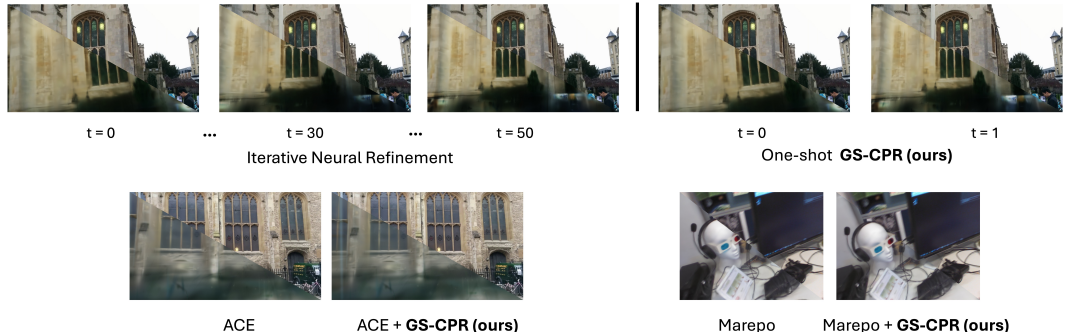 t = 0 ... t = 30 ... t = 50
Iterative Neural Refinement
t = 0 t = 1
One-shot GS-CPR (ours)
ACE
ACE + GS-CPR (ours)
Marepo
Marepo + GS-CPR (ours)